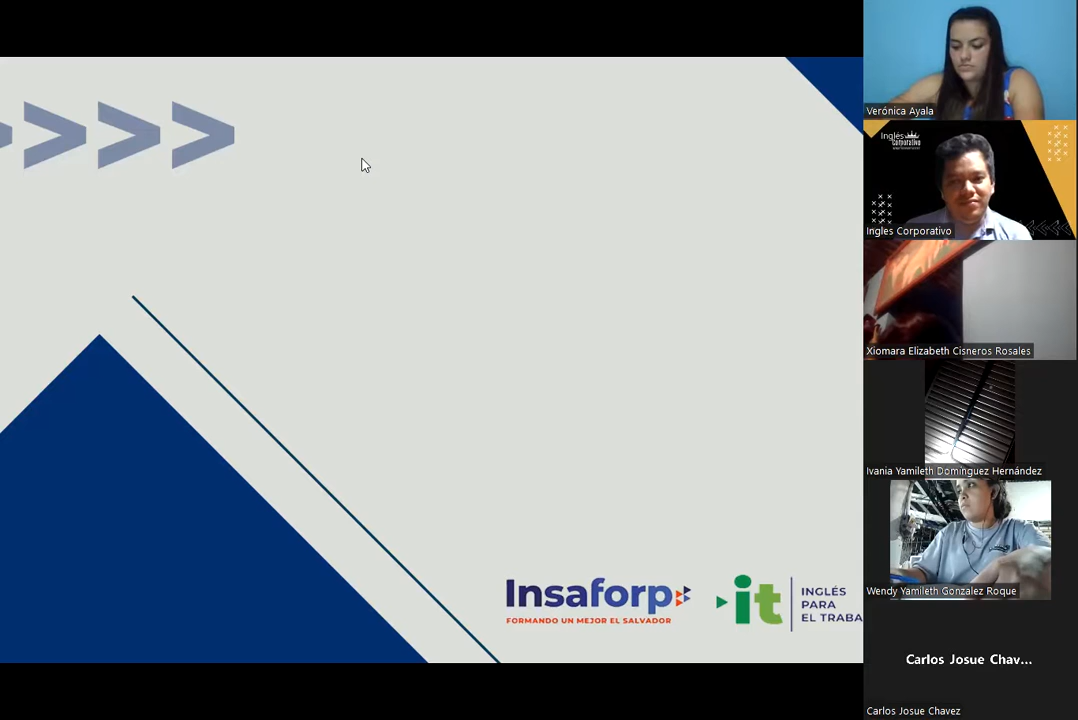 Insaforp
FORMANDO UN MEJOR EL SALVADOR
it
INGLÉS
PARA
EL TRABA
Verónica Ayala
Inglés
Corporativo
Ingles Corporativo
Xiomara Elizabeth Cisneros Rosales
Ivania Yamileth Dominguez Hernández
Wendy Yamileth Gonzalez Roque
Carlos Josue Chav...
Carlos Josue Chavez